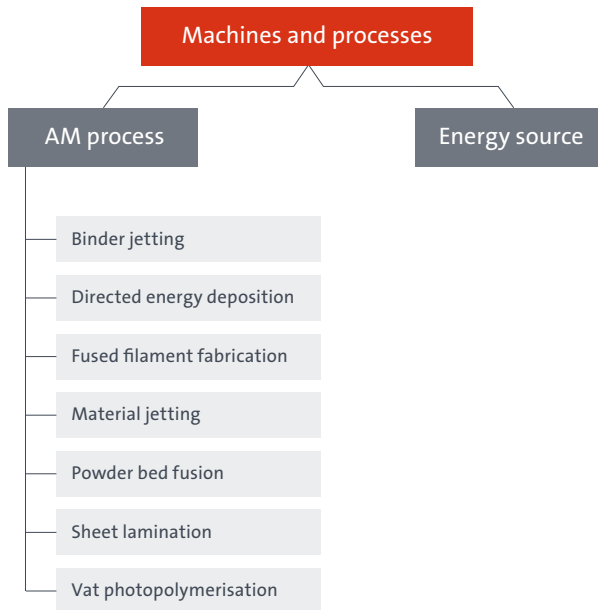 Machines and processes
AM process
Energy source
Binder jetting
Directed energy deposition
Fused filament fabrication
Material jetting
Powder bed fusion
Sheet lamination
Vat photopolymerisation